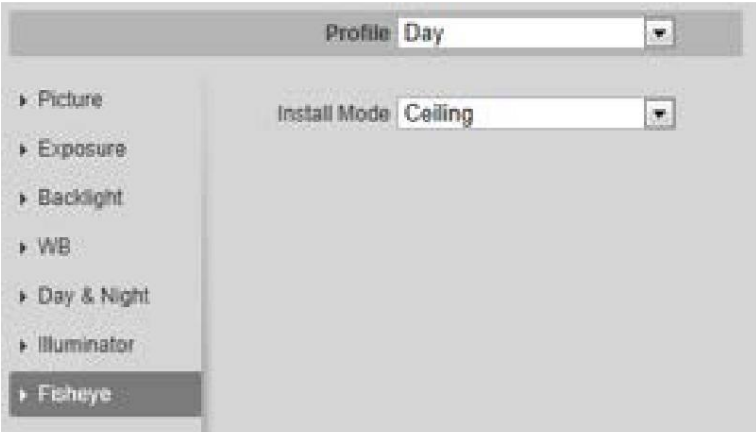 Profile Day
Picture
Install Mode Ceiling
Exposure
Backlight
WB
Day & Night
Illuminator
Fisheye